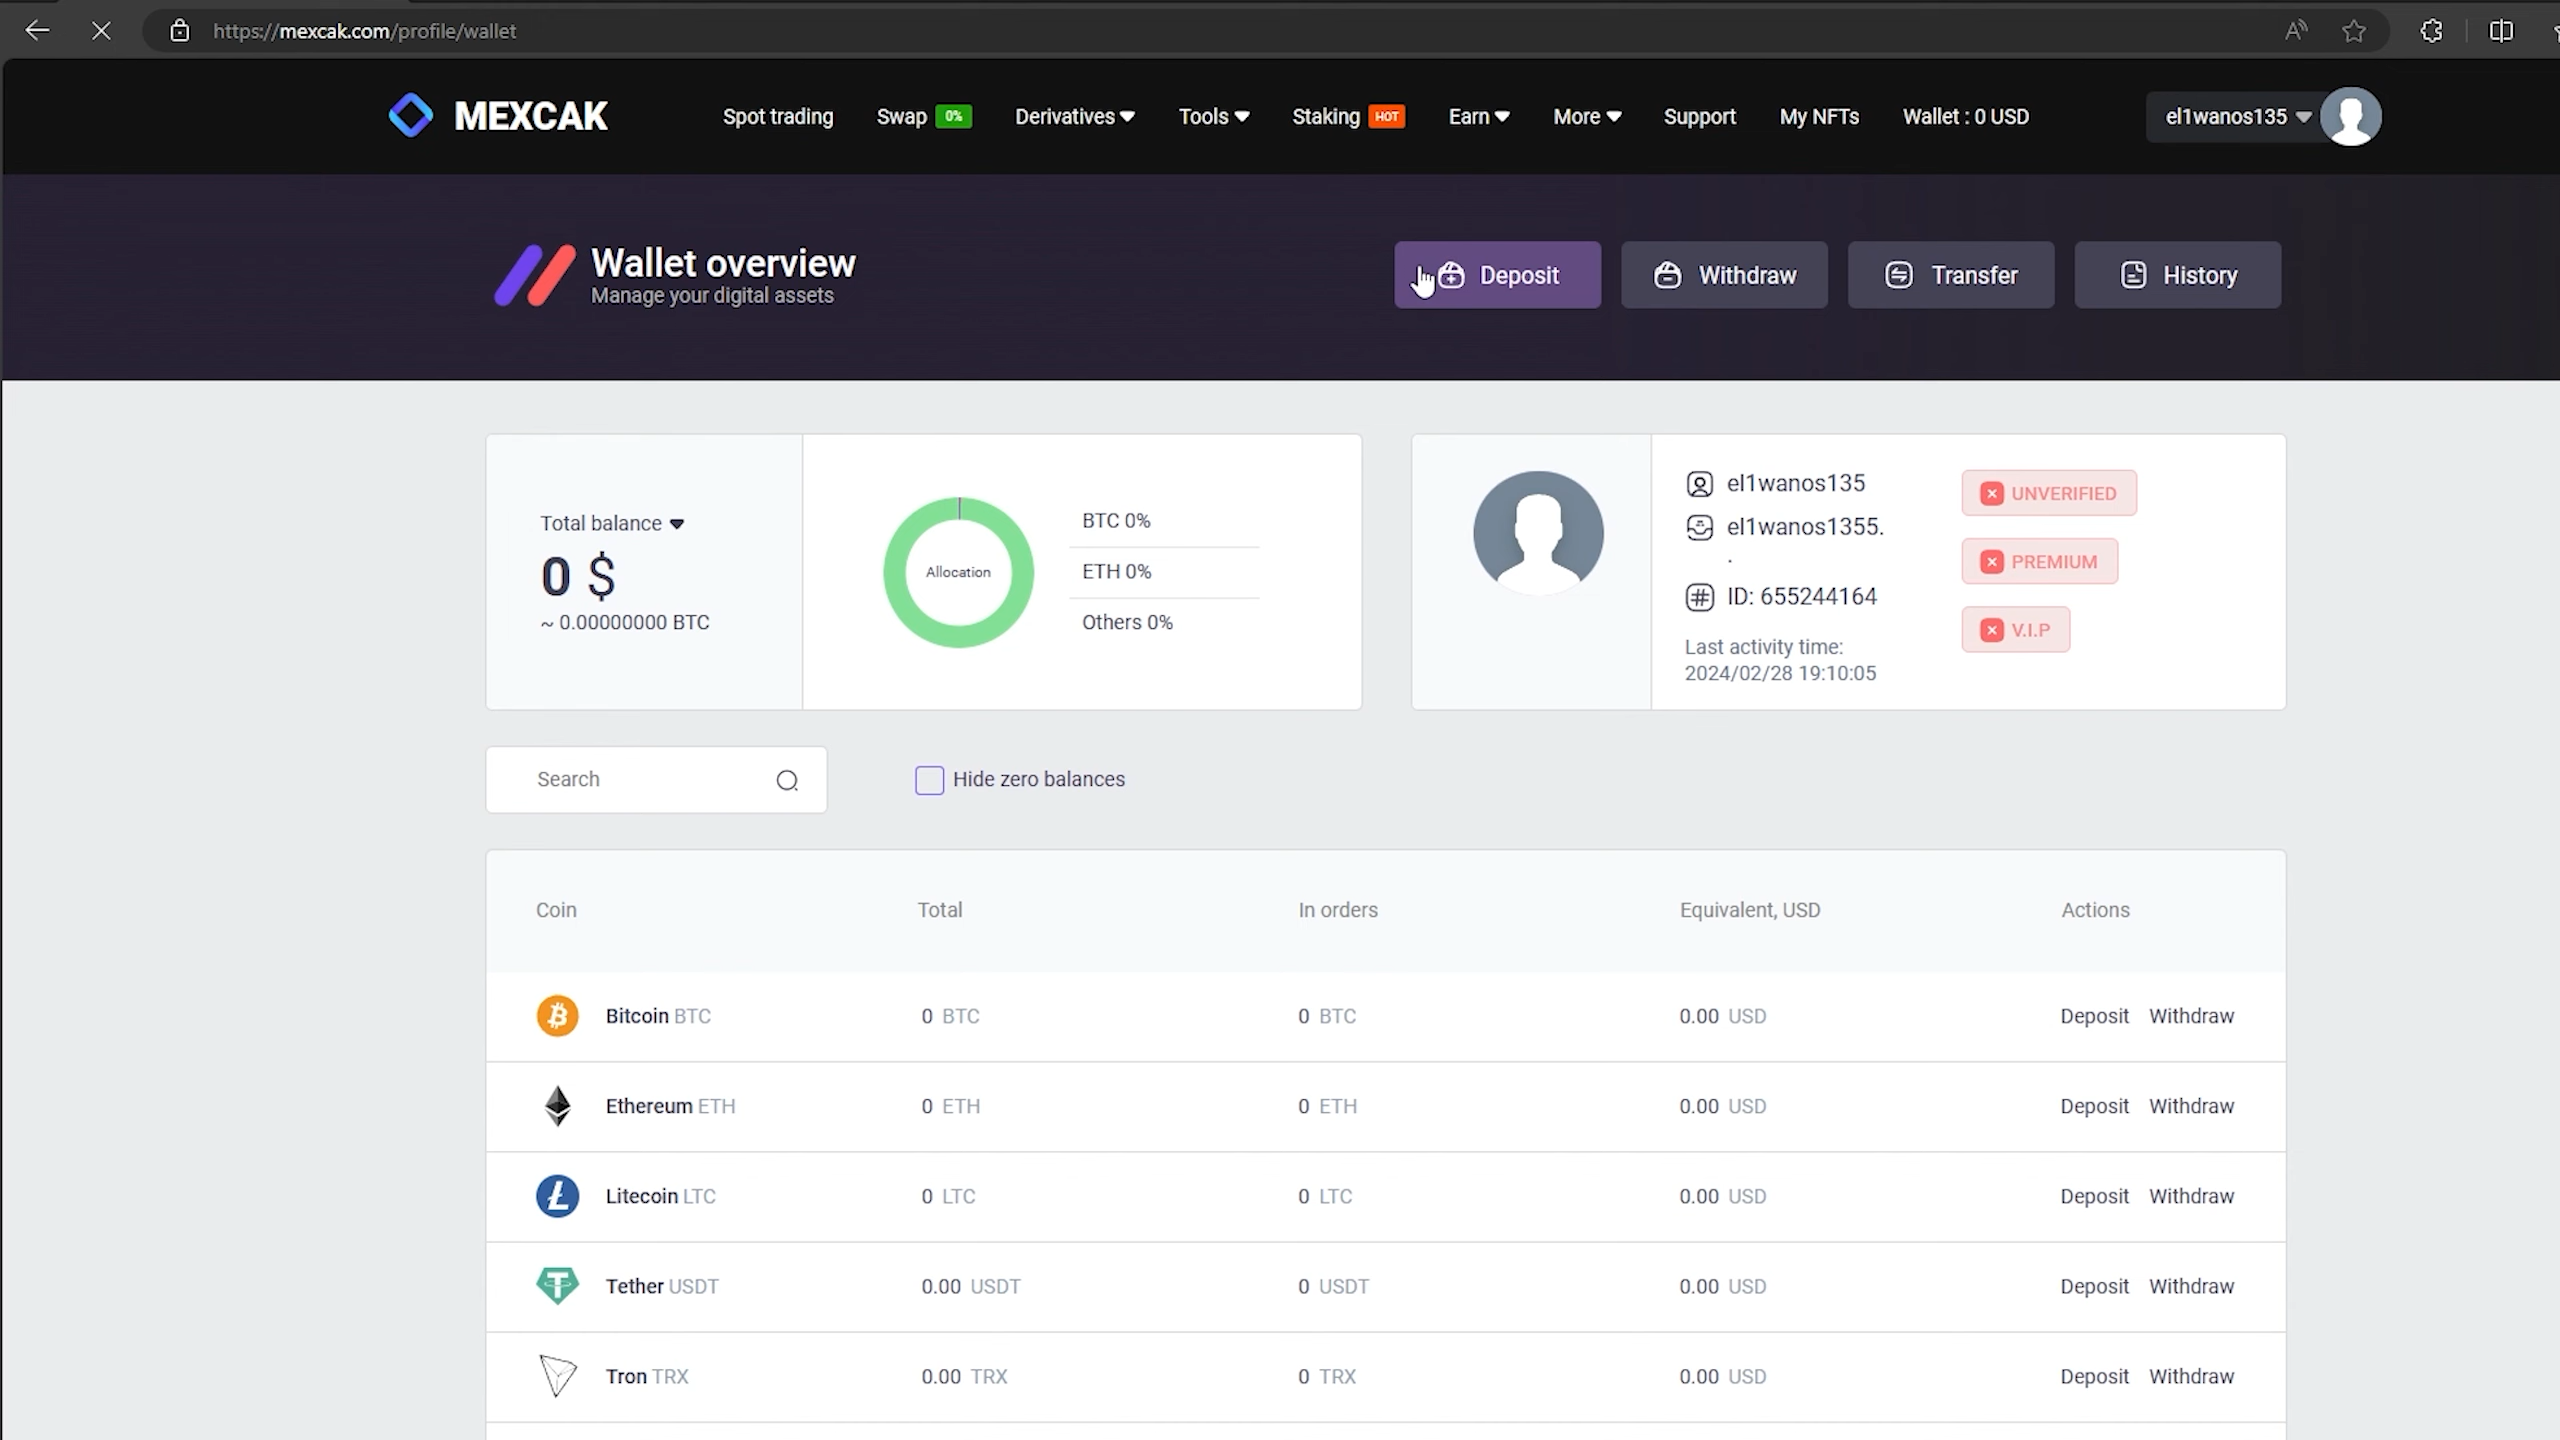 https://mexcak.com/profile/wallet
MEXCAK
Spot trading
Swap 0%
Derivatives
Tools
Staking HOT
Earn
More
Support
My NFTs
Wallet : 0 USD
el1wanos135
Wallet overview
Manage your digital assets
Deposit
Withdraw
Transfer
History
Total balance
0 $
~ 0.00000000 BTC
Allocation
BTC 0%
ETH 0%
Others 0%
el1wanos135
el1wanos1355.
.
ID: 655244164
Last activity time:
2024/02/28 19:10:05
UNVERIFIED
PREMIUM
V.I.P
Search
Hide zero balances
Coin Total In orders Equivalent, USD Actions
Bitcoin BTC 0 BTC 0 BTC 0.00 USD Deposit Withdraw
Ethereum ETH 0 ETH 0 ETH 0.00 USD Deposit Withdraw
Litecoin LTC 0 LTC 0 LTC 0.00 USD Deposit Withdraw
Tether USDT 0.00 USDT 0 USDT 0.00 USD Deposit Withdraw
Tron TRX 0.00 TRX 0 TRX 0.00 USD Deposit Withdraw